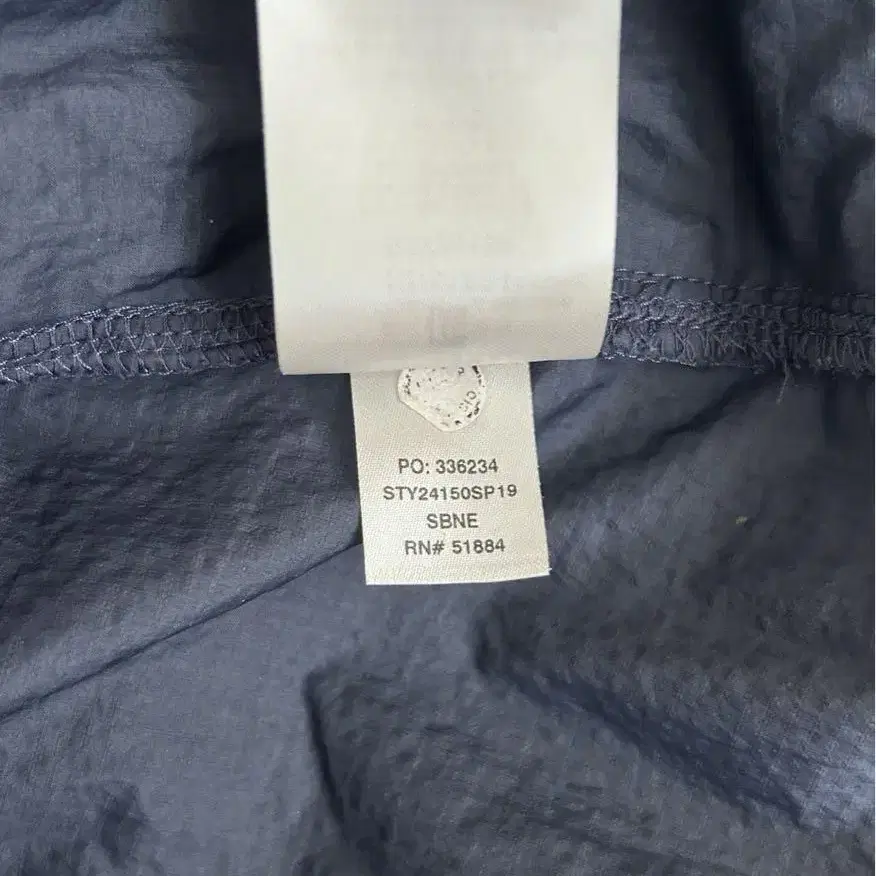 PO: 336234
STY24150SP19
SBNE
RN# 51884